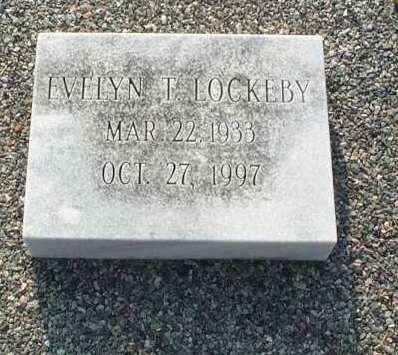 EVELYN T. LOCKEBY
MAR. 22, 1933
OCT. 27, 1997